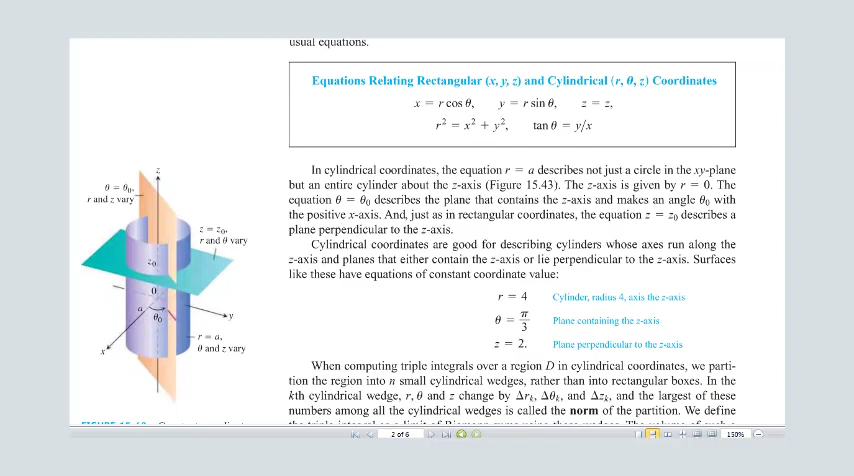 usual equations.
Equations Relating Rectangular (x, y, z) and Cylindrical (r, θ, z) Coordinates
x = r cos θ, y = r sin θ, z = z,
r² = x² + y², tan θ = y/x
In cylindrical coordinates, the equation r = a describes not just a circle in the xy-plane
but an entire cylinder about the z-axis (Figure 15.43). The z-axis is given by r = 0. The
equation θ = θ₀ describes the plane that contains the z-axis and makes an angle θ₀ with
the positive x-axis. And, just as in rectangular coordinates, the equation z = z₀ describes a
plane perpendicular to the z-axis.
Cylindrical coordinates are good for describing cylinders whose axes run along the
z-axis and planes that either contain the z-axis or lie perpendicular to the z-axis. Surfaces
like these have equations of constant coordinate value:
r = 4 Cylinder, radius 4, axis the z-axis
θ = π/3 Plane containing the z-axis
z = 2. Plane perpendicular to the z-axis
When computing triple integrals over a region D in cylindrical coordinates, we parti-
tion the region into n small cylindrical wedges, rather than into rectangular boxes. In the
kth cylindrical wedge, r, θ and z change by Δrₖ, Δθₖ, and Δzₖ, and the largest of these
numbers among all the cylindrical wedges is called the norm of the partition. We define
z
θ = θ₀,
r and z vary
z = z₀,
r and θ vary
z₀
0
a
θ₀
y
r = a,
θ and z vary
x
2 of 6
150%